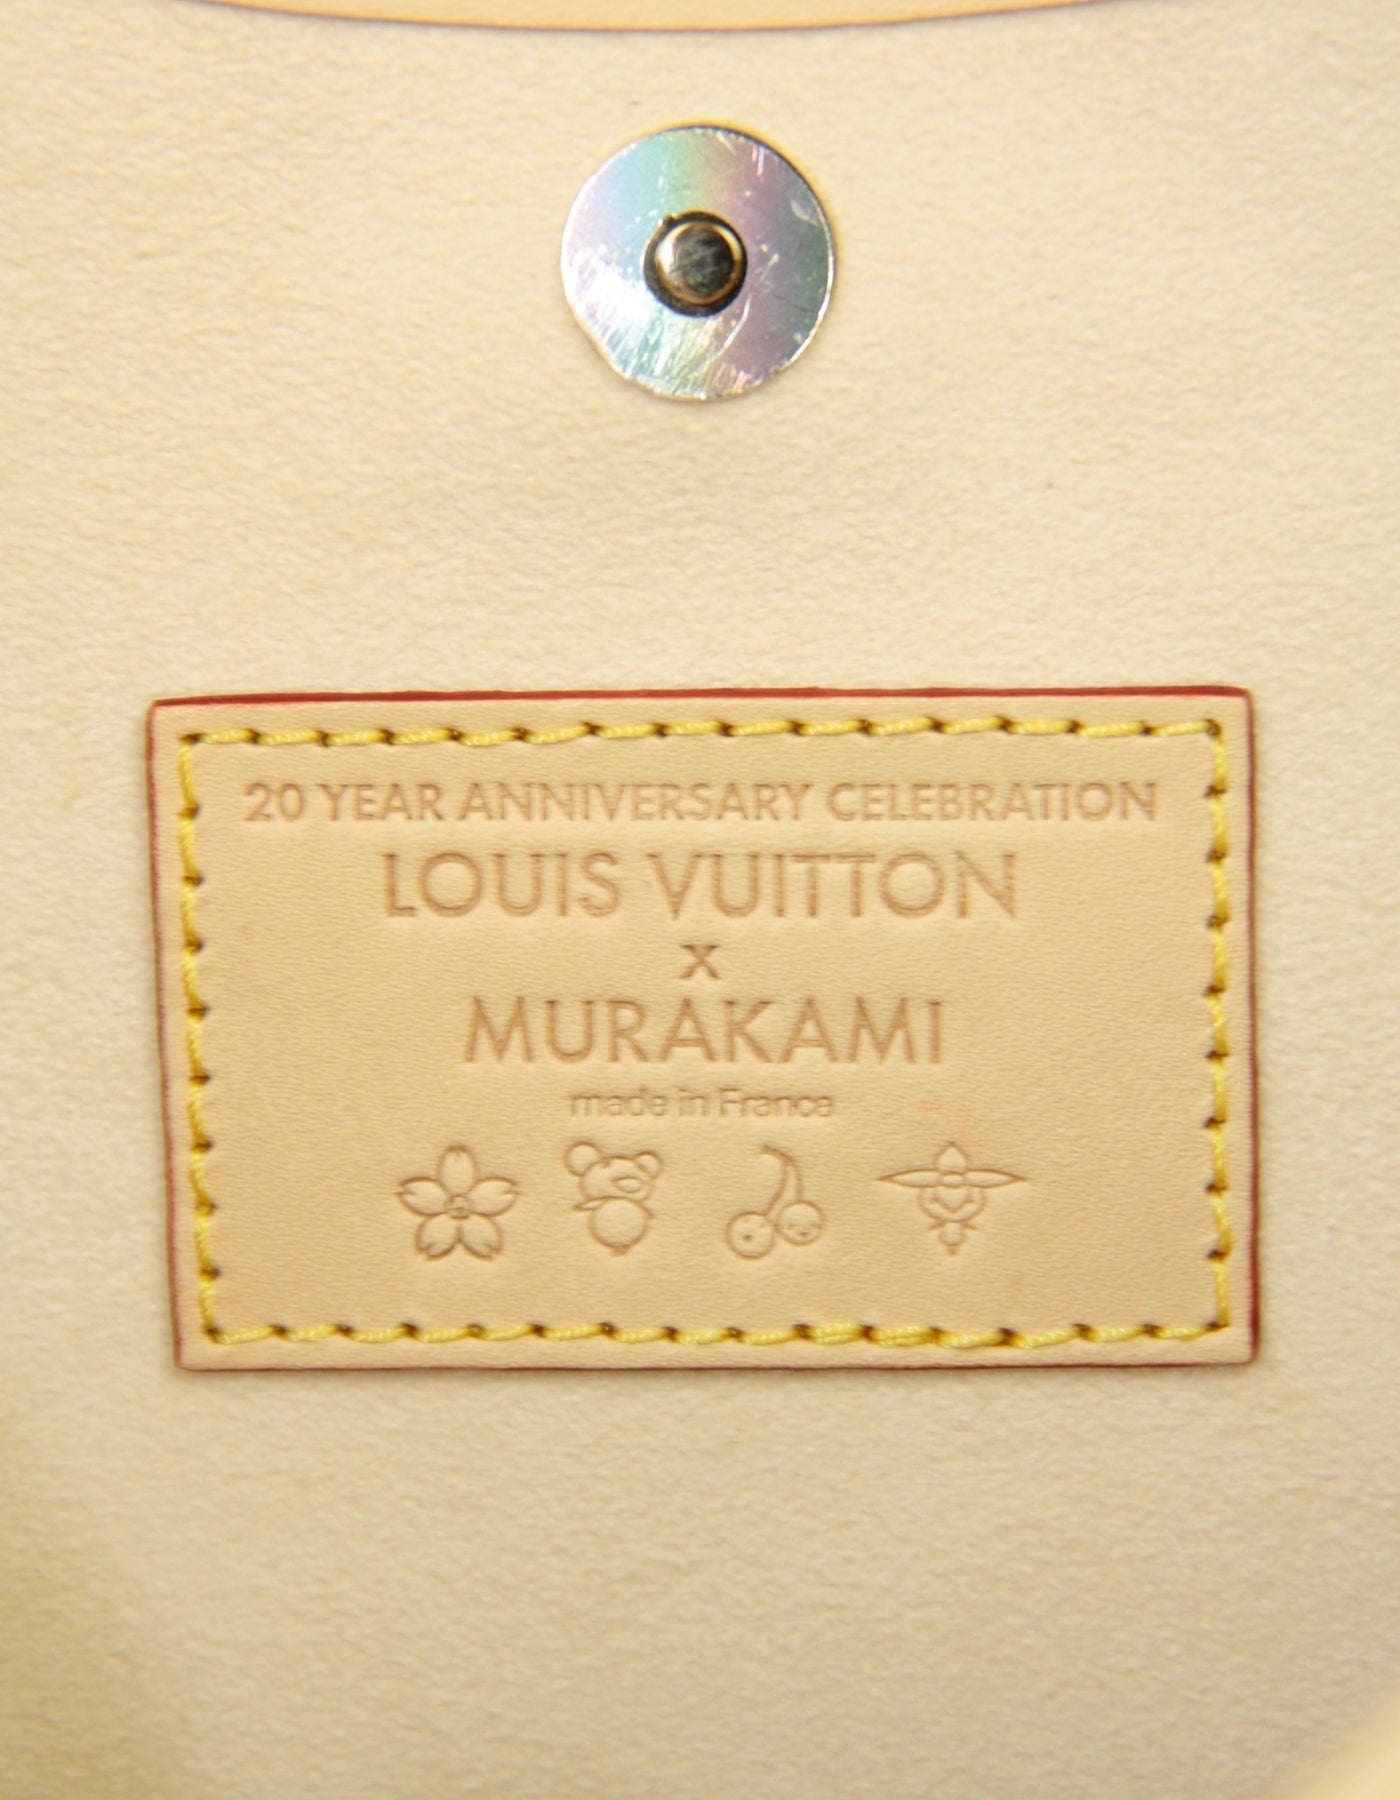 20 YEAR ANNIVERSARY CELEBRATION
LOUIS VUITTON
x
MURAKAMI
made in France